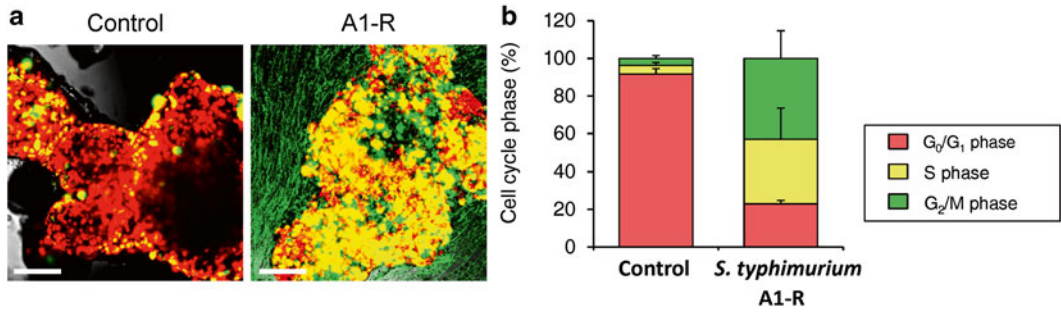 a
Control
A1-R
b
Cell cycle phase (%)
120
100
80
60
40
20
0
Control
S. typhimurium
A1-R
G₀/G₁ phase
S phase
G₂/M phase